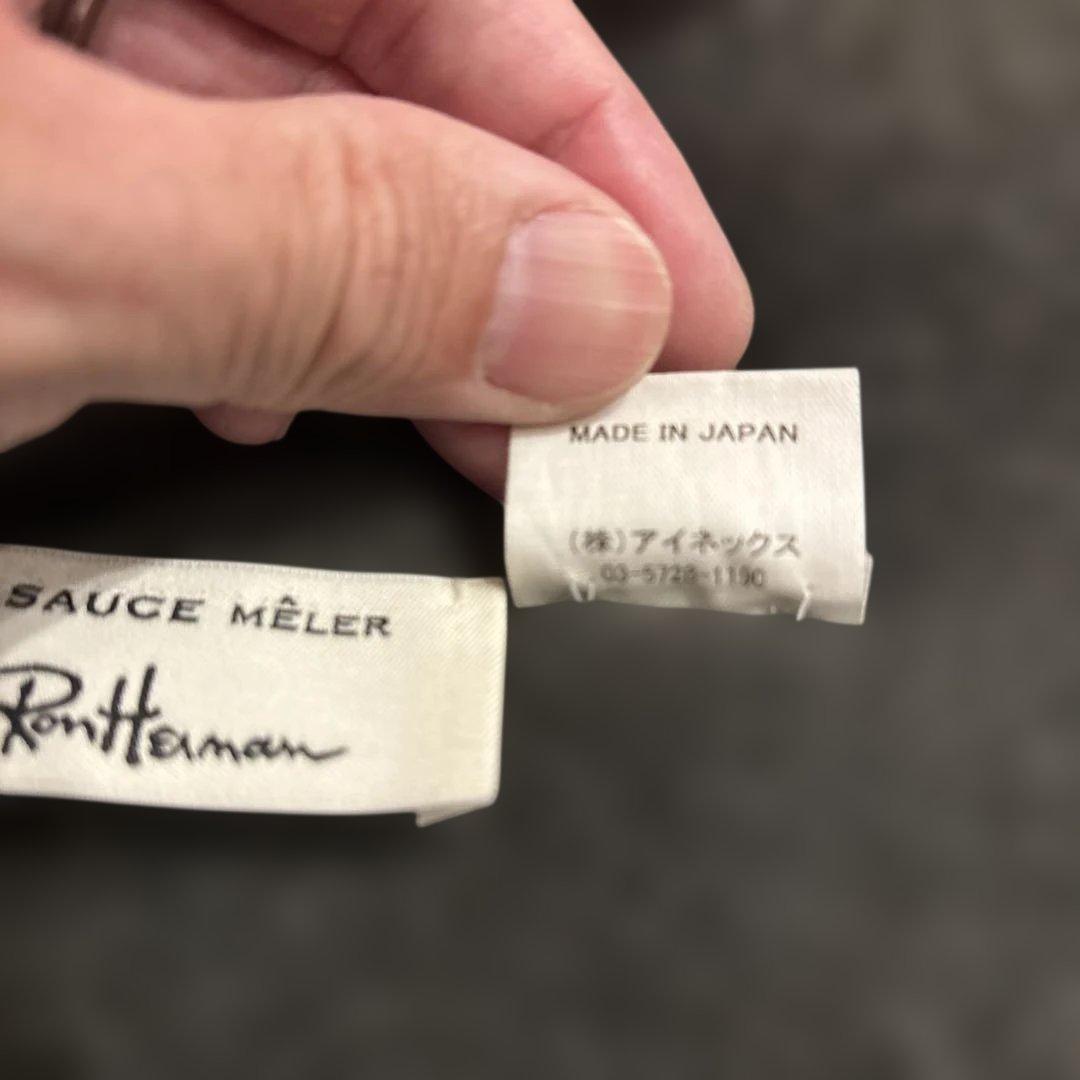 MADE IN JAPAN
(株)アイネックス
03-5728-1190
SAUCE MÊLER
RonHerman